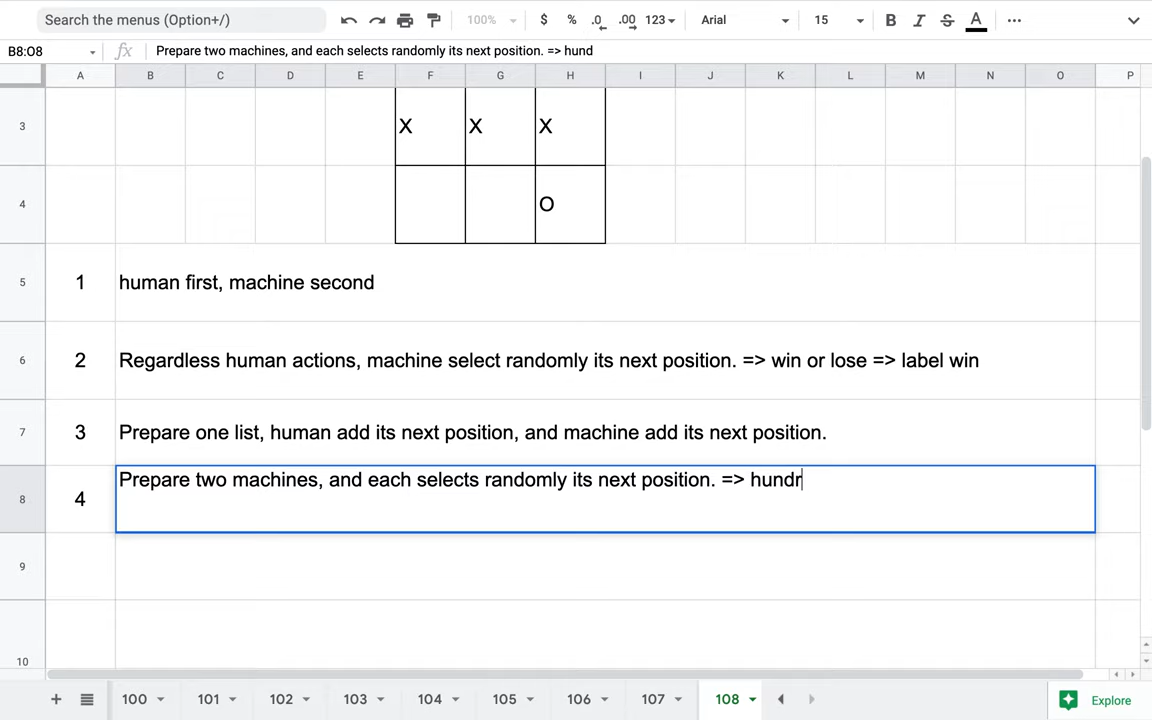 Search the menus (Option+/)
100%
$ % .0 .00 123
Arial
15
B I S A
B8:O8
fx
Prepare two machines, and each selects randomly its next position. => hund
A B C D E F G H I J K L M N O P
3 X X X
4 O
5 1 human first, machine second
6 2 Regardless human actions, machine select randomly its next position. => win or lose => label win
7 3 Prepare one list, human add its next position, and machine add its next position.
8 4 Prepare two machines, and each selects randomly its next position. => hundr
9
10
100 101 102 103 104 105 106 107 108 Explore